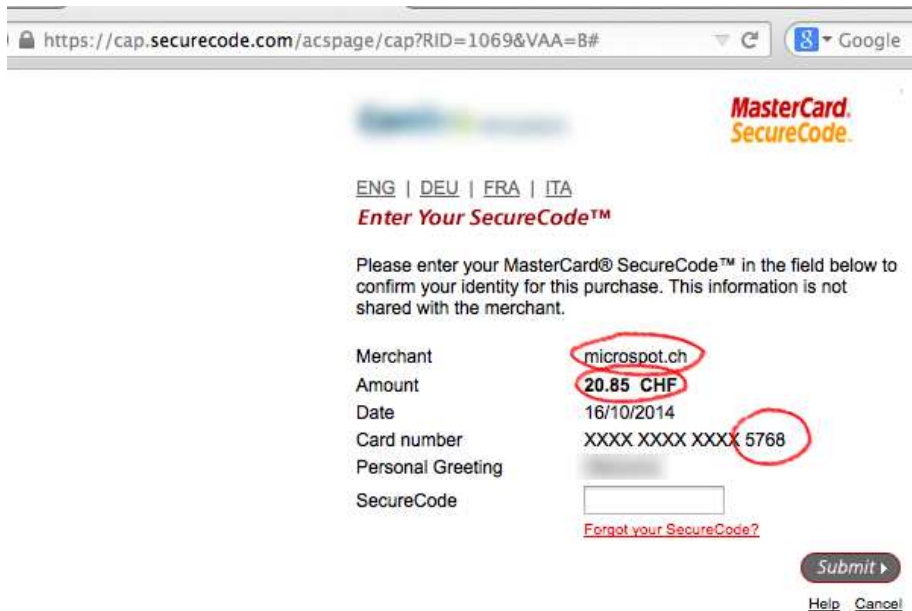 https://cap.securecode.com/acspage/cap?RID=1069&VAA=B#
Google
MasterCard.
SecureCode.
ENG | DEU | FRA | ITA
Enter Your SecureCode™
Please enter your MasterCard® SecureCode™ in the field below to
confirm your identity for this purchase. This information is not
shared with the merchant.
Merchant microspot.ch
Amount 20.85 CHF
Date 16/10/2014
Card number XXXX XXXX XXXX 5768
Personal Greeting
SecureCode
Forgot your SecureCode?
Submit
Help Cancel